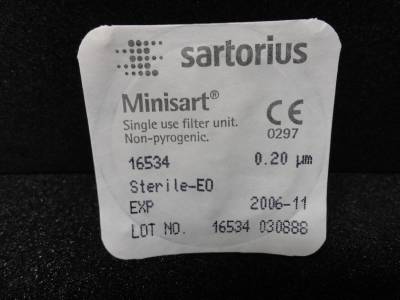 sartorius
Minisart®
Single use filter unit.
Non-pyrogenic.
CE
0297
16534 0.20 µm
Sterile-EO
EXP 2006-11
LOT NO. 16534 030888